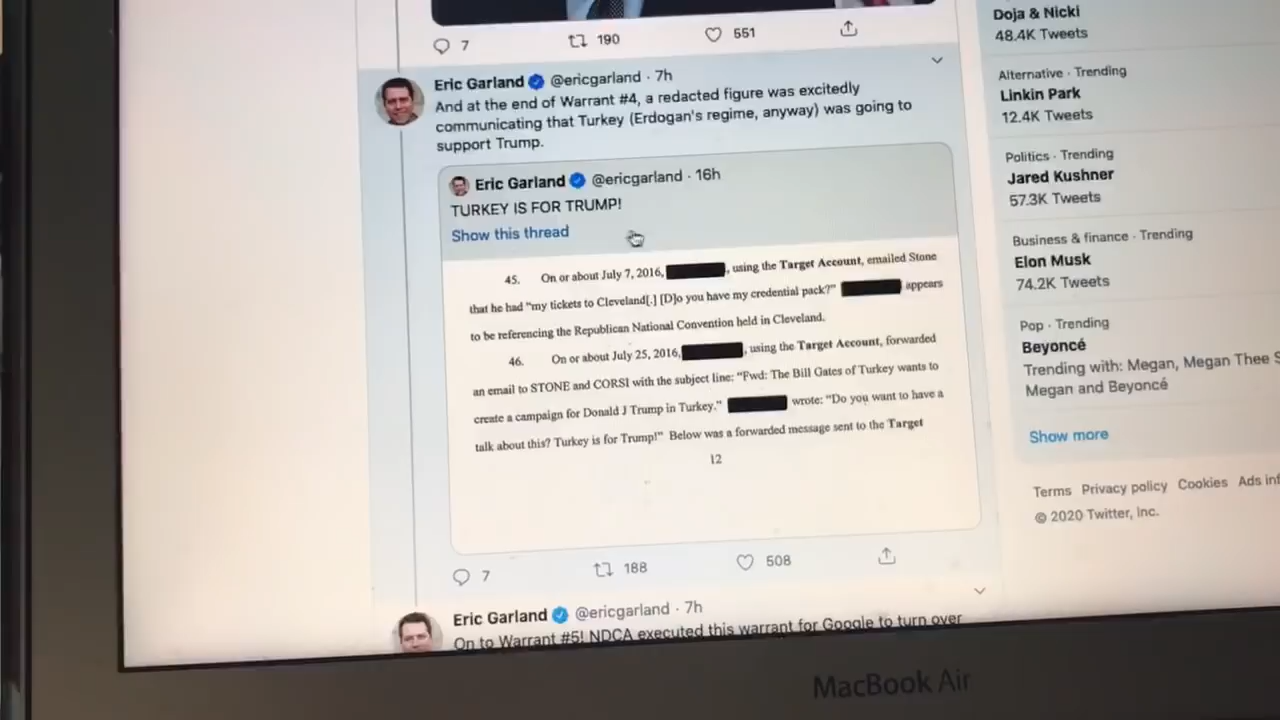 7 190 551
Eric Garland @ericgarland · 7h
And at the end of Warrant #4, a redacted figure was excitedly
communicating that Turkey (Erdogan's regime, anyway) was going to
support Trump.
Eric Garland @ericgarland · 16h
TURKEY IS FOR TRUMP!
Show this thread
45. On or about July 7, 2016, , using the Target Account, emailed Stone
that he had "my tickets to Cleveland[.] [D]o you have my credential pack?" appears
to be referencing the Republican National Convention held in Cleveland.
46. On or about July 25, 2016, , using the Target Account, forwarded
an email to STONE and CORSI with the subject line: "Fwd: The Bill Gates of Turkey wants to
create a campaign for Donald J Trump in Turkey." wrote: "Do you want to have a
talk about this? Turkey is for Trump!" Below was a forwarded message sent to the Target
12
7 188 508
Eric Garland @ericgarland · 7h
On to Warrant #5! NDCA executed this warrant for Google to turn over
Doja & Nicki
48.4K Tweets
Alternative · Trending
Linkin Park
12.4K Tweets
Politics · Trending
Jared Kushner
57.3K Tweets
Business & finance · Trending
Elon Musk
74.2K Tweets
Pop · Trending
Beyoncé
Trending with: Megan, Megan Thee S
Megan and Beyoncé
Show more
Terms Privacy policy Cookies Ads inf
© 2020 Twitter, Inc.
MacBook Air